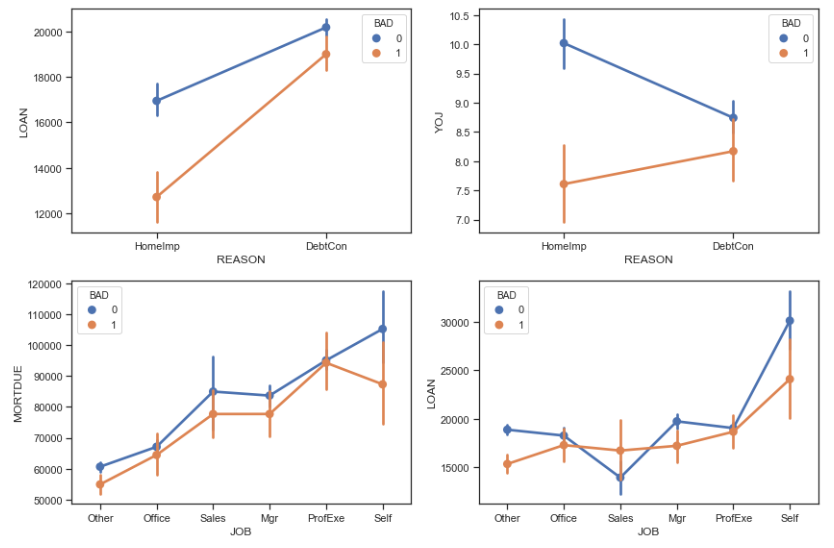 BAD
0
1
20000
18000
16000
14000
12000
LOAN
HomeImp DebtCon
REASON
BAD
0
1
10.5
10.0
9.5
9.0
8.5
8.0
7.5
7.0
YOJ
HomeImp DebtCon
REASON
BAD
0
1
120000
110000
100000
90000
80000
70000
60000
50000
MORTDUE
Other Office Sales Mgr ProfExe Self
JOB
BAD
0
1
30000
25000
20000
15000
LOAN
Other Office Sales Mgr ProfExe Self
JOB